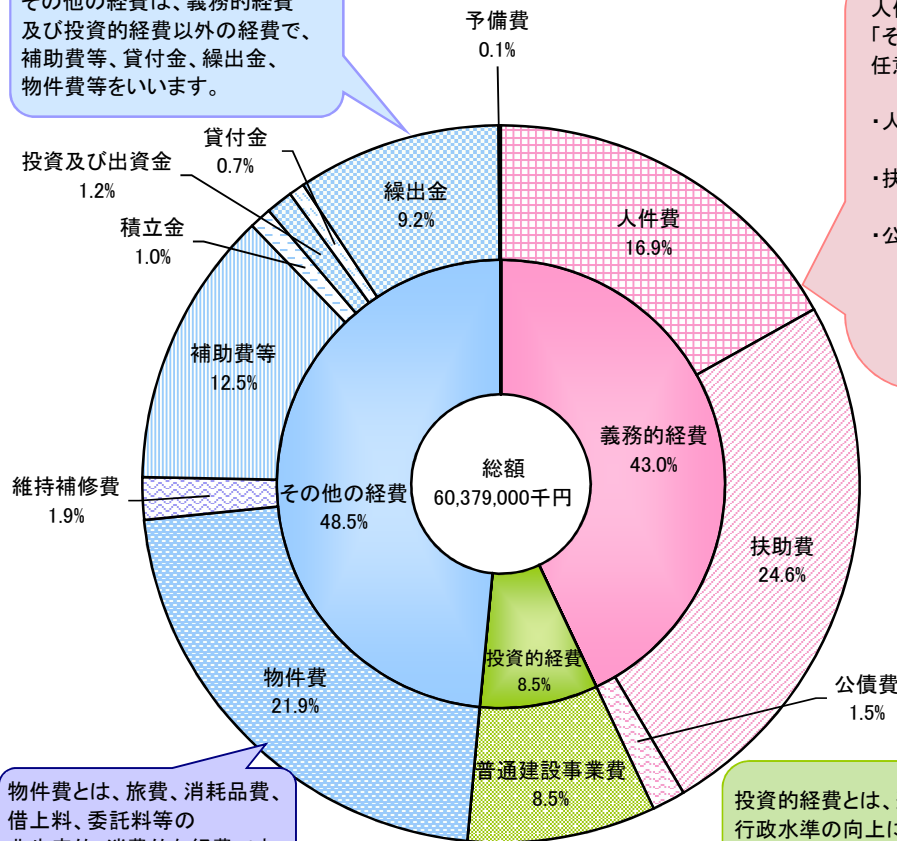 その他の経費は、義務的経費
及び投資的経費以外の経費で、
補助費等、貸付金、繰出金、
物件費等をいいます。
予備費
0.1%
人件
「そ
任意
・人
・扶
・公
貸付金
0.7%
投資及び出資金
1.2%
積立金
1.0%
繰出金
9.2%
人件費
16.9%
補助費等
12.5%
維持補修費
1.9%
その他の経費
48.5%
総額
60,379,000千円
義務的経費
43.0%
扶助費
24.6%
投資的経費
8.5%
物件費
21.9%
公債費
1.5%
普通建設事業費
8.5%
物件費とは、旅費、消耗品費、
借上料、委託料等の
投資的経費とは、
行政水準の向上に